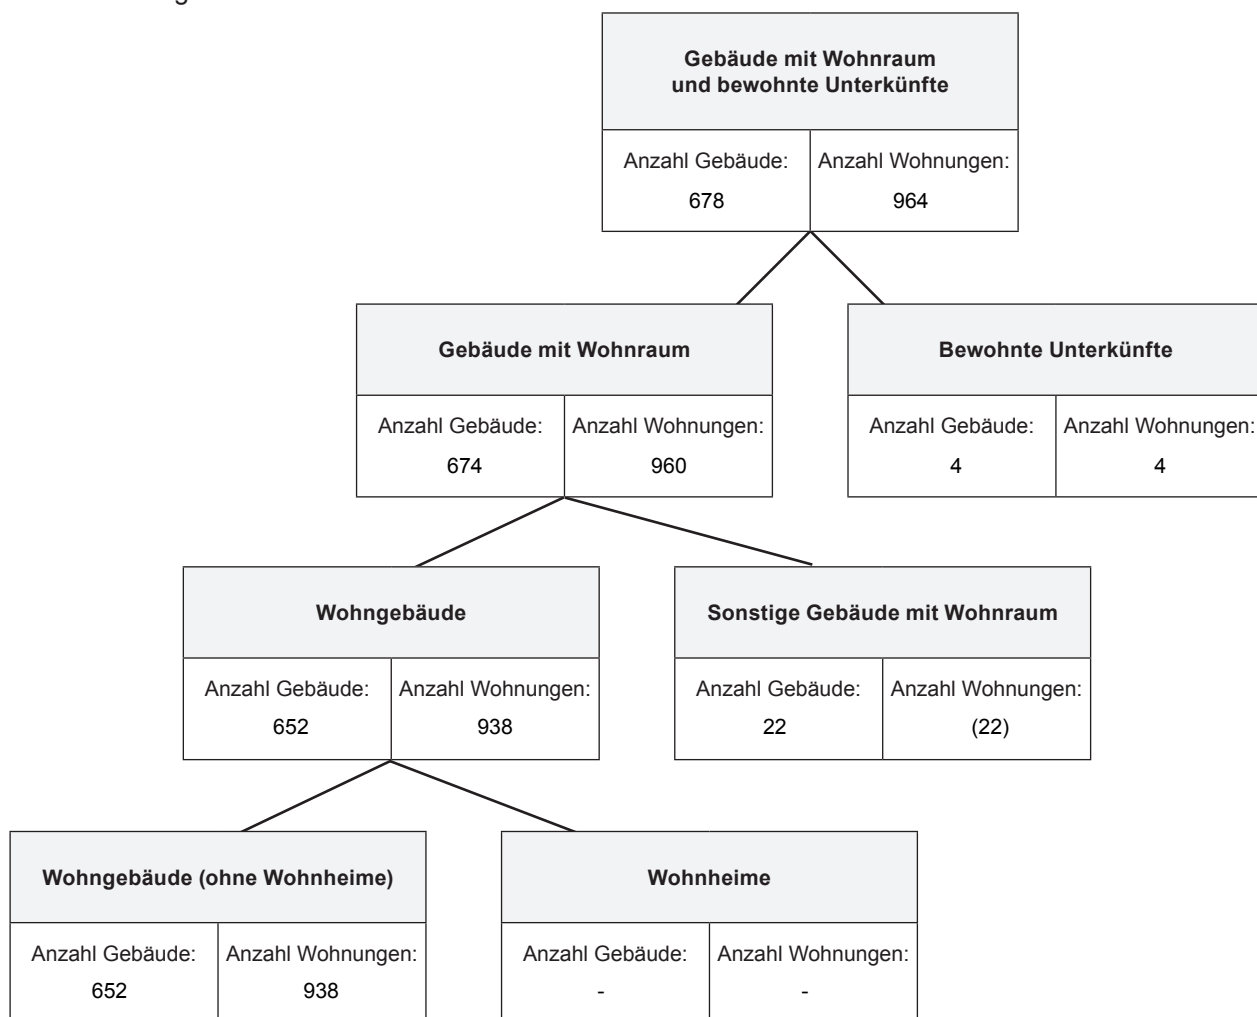 Gebäude mit Wohnraum
und bewohnte Unterkünfte
Anzahl Gebäude: Anzahl Wohnungen:
678 964
Gebäude mit Wohnraum
Bewohnte Unterkünfte
Anzahl Gebäude: Anzahl Wohnungen:
674 960
Anzahl Gebäude: Anzahl Wohnungen:
4 4
Wohngebäude
Sonstige Gebäude mit Wohnraum
Anzahl Gebäude: Anzahl Wohnungen:
652 938
Anzahl Gebäude: Anzahl Wohnungen:
22 (22)
Wohngebäude (ohne Wohnheime)
Wohnheime
Anzahl Gebäude: Anzahl Wohnungen:
652 938
Anzahl Gebäude: Anzahl Wohnungen:
- -